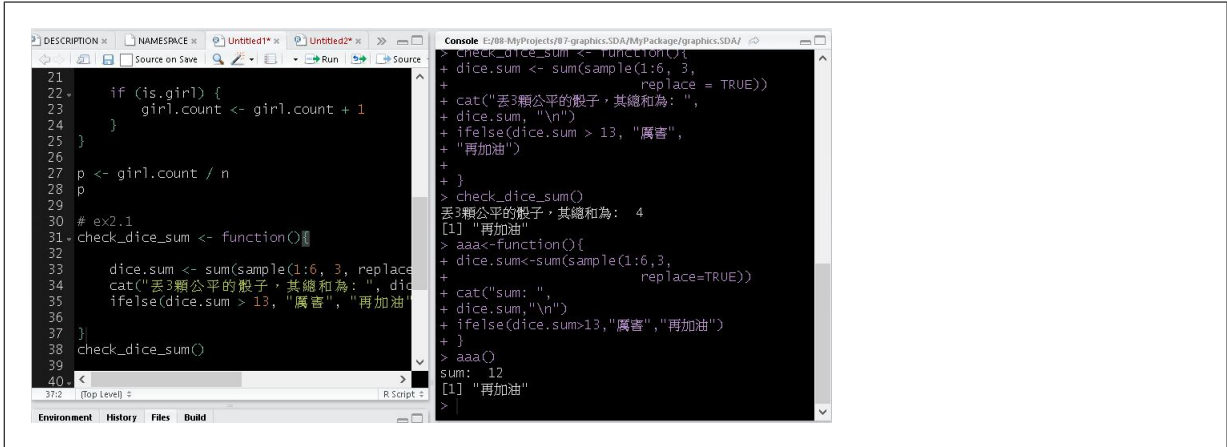 DESCRIPTION NAMESPACE Untitled1* Untitled2*
Source on Save Run Source
21
22 if (is.girl) {
23 girl.count <- girl.count + 1
24 }
25 }
26
27 p <- girl.count / n
28 p
29
30 # ex2.1
31 check_dice_sum <- function(){
32
33 dice.sum <- sum(sample(1:6, 3, replace
34 cat("丟3顆公平的骰子，其總和為: ", dic
35 ifelse(dice.sum > 13, "厲害", "再加油"
36
37 }
38 check_dice_sum()
39
40
37:2 (Top Level) R Script
Environment History Files Build
Console E:/08-MyProjects/07-graphics.SDA/MyPackage/graphics.SDA/
> check_dice_sum <- function(){
+ dice.sum <- sum(sample(1:6, 3,
+ replace = TRUE))
+ cat("丟3顆公平的骰子，其總和為: ",
+ dice.sum, "\n")
+ ifelse(dice.sum > 13, "厲害",
+ "再加油")
+
+ }
> check_dice_sum()
丟3顆公平的骰子，其總和為:  4
[1] "再加油"
> aaa<-function(){
+ dice.sum<-sum(sample(1:6,3,
+ replace=TRUE))
+ cat("sum: ",
+ dice.sum,"\n")
+ ifelse(dice.sum>13,"厲害","再加油")
+ }
> aaa()
sum:  12
[1] "再加油"
>